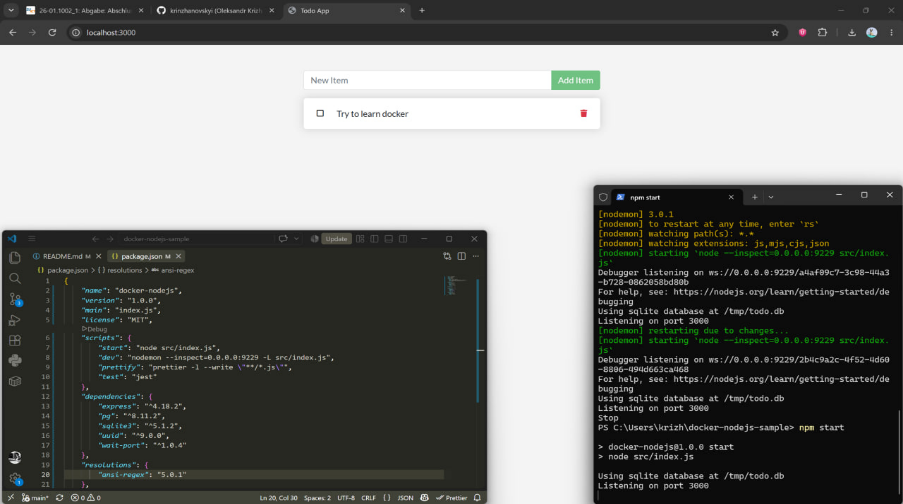 26-01.1002_1: Abgabe: Abschlu
krinzhanovskyi (Oleksandr Krizh
Todo App
localhost:3000
New Item
Add Item
Try to learn docker
docker-nodejs-sample
Update
README.md M
package.json M
package.json > resolutions > ansi-regex
1 {
2 "name": "docker-nodejs",
3 "version": "1.0.0",
4 "main": "index.js",
5 "license": "MIT",
Debug
6 "scripts": {
7 "start": "node src/index.js",
8 "dev": "nodemon --inspect=0.0.0.0:9229 -L src/index.js",
9 "prettify": "prettier -l --write \"**/*.js\"",
10 "test": "jest"
11 },
12 "dependencies": {
13 "express": "^4.18.2",
14 "pg": "^8.11.2",
15 "sqlite3": "^5.1.2",
16 "uuid": "^9.0.0",
17 "wait-port": "^1.0.4"
18 },
19 "resolutions": {
20 "ansi-regex": "5.0.1"
21 },
main*
0 0
Ln 20, Col 30
Spaces: 2
UTF-8
CRLF
{ } JSON
Prettier
npm start
[nodemon] 3.0.1
[nodemon] to restart at any time, enter `rs`
[nodemon] watching path(s): *.*
[nodemon] watching extensions: js,mjs,cjs,json
[nodemon] starting `node --inspect=0.0.0.0:9229 src/index.
js`
Debugger listening on ws://0.0.0.0:9229/a4af09c7-3c98-44a3
-b728-0862058bd80b
For help, see: https://nodejs.org/learn/getting-started/de
bugging
Using sqlite database at /tmp/todo.db
Listening on port 3000
[nodemon] restarting due to changes...
[nodemon] starting `node --inspect=0.0.0.0:9229 src/index.
js`
Debugger listening on ws://0.0.0.0:9229/2b4c9a2c-4f52-4d60
-8806-494d663ca468
For help, see: https://nodejs.org/learn/getting-started/de
bugging
Using sqlite database at /tmp/todo.db
Listening on port 3000
Stop
PS C:\Users\krizh\docker-nodejs-sample> npm start
> docker-nodejs@1.0.0 start
> node src/index.js
Using sqlite database at /tmp/todo.db
Listening on port 3000